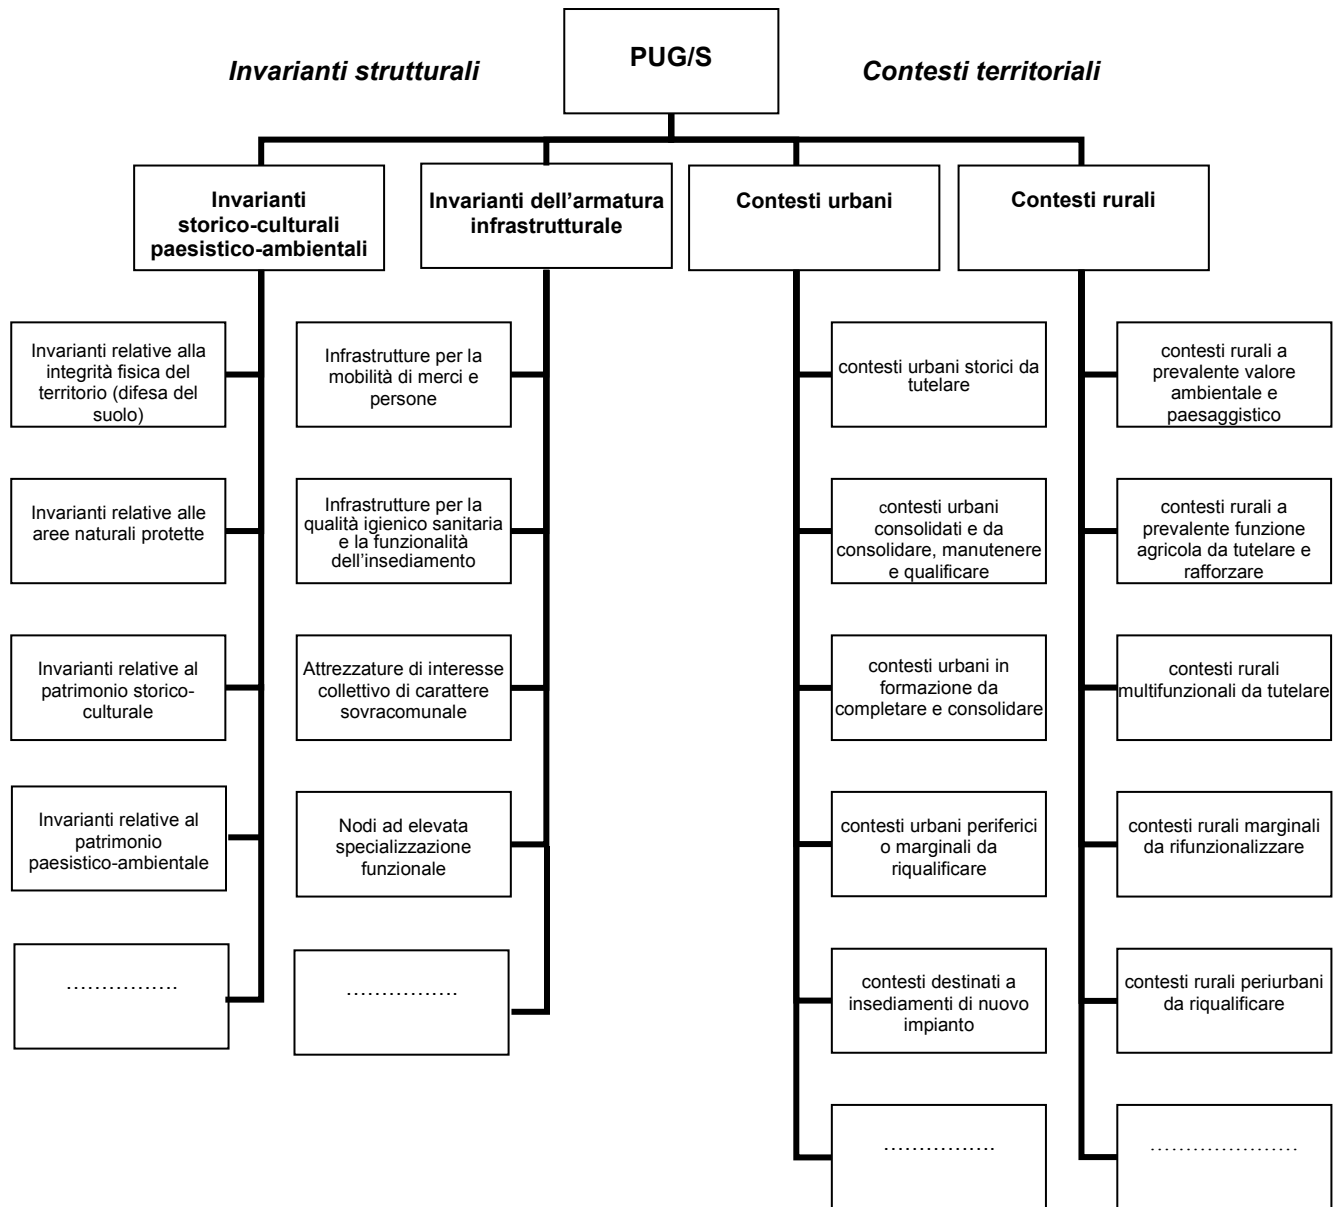 PUG/S
Invarianti strutturali
Contesti territoriali
Invarianti
storico-culturali
paesistico-ambientali
Invarianti dell’armatura
infrastrutturale
Contesti urbani
Contesti rurali
Invarianti relative alla
integrità fisica del
territorio (difesa del
suolo)
Invarianti relative alle
aree naturali protette
Invarianti relative al
patrimonio storico-
culturale
Invarianti relative al
patrimonio
paesistico-ambientale
…………….
Infrastrutture per la
mobilità di merci e
persone
Infrastrutture per la
qualità igienico sanitaria
e la funzionalità
dell’insediamento
Attrezzature di interesse
collettivo di carattere
sovracomunale
Nodi ad elevata
specializzazione
funzionale
…………….
contesti urbani storici da
tutelare
contesti urbani
consolidati e da
consolidare, manutenere
e qualificare
contesti urbani in
formazione da
completare e consolidare
contesti urbani periferici
o marginali da
riqualificare
contesti destinati a
insediamenti di nuovo
impianto
…………….
contesti rurali a
prevalente valore
ambientale e
paesaggistico
contesti rurali a
prevalente funzione
agricola da tutelare e
rafforzare
contesti rurali
multifunzionali da tutelare
contesti rurali marginali
da rifunzionalizzare
contesti rurali periurbani
da riqualificare
………………….